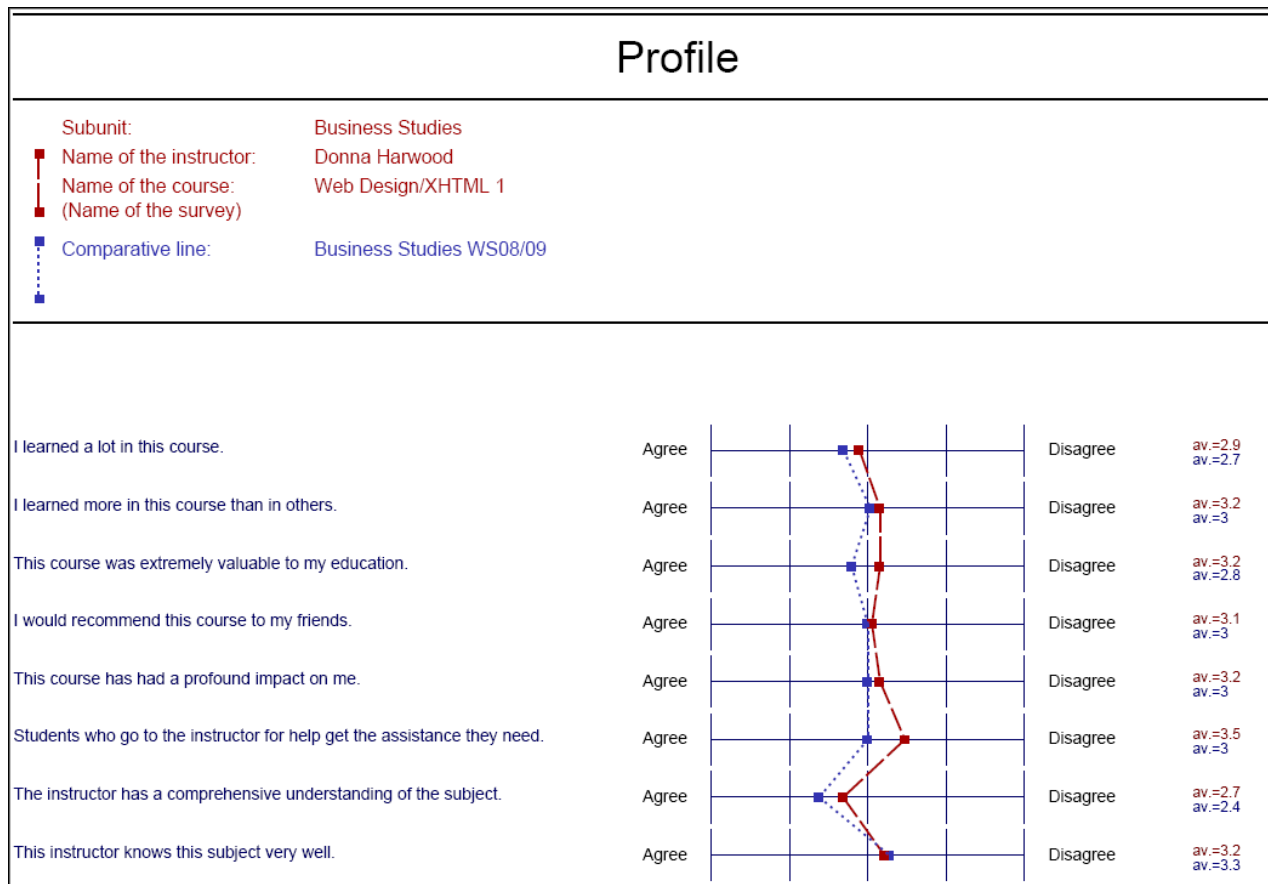 Profile
Subunit: Business Studies
Name of the instructor: Donna Harwood
Name of the course: Web Design/XHTML 1
(Name of the survey)
Comparative line: Business Studies WS08/09
I learned a lot in this course. Agree Disagree av.=2.9
av.=2.7
I learned more in this course than in others. Agree Disagree av.=3.2
av.=3
This course was extremely valuable to my education. Agree Disagree av.=3.2
av.=2.8
I would recommend this course to my friends. Agree Disagree av.=3.1
av.=3
This course has had a profound impact on me. Agree Disagree av.=3.2
av.=3
Students who go to the instructor for help get the assistance they need. Agree Disagree av.=3.5
av.=3
The instructor has a comprehensive understanding of the subject. Agree Disagree av.=2.7
av.=2.4
This instructor knows this subject very well. Agree Disagree av.=3.2
av.=3.3